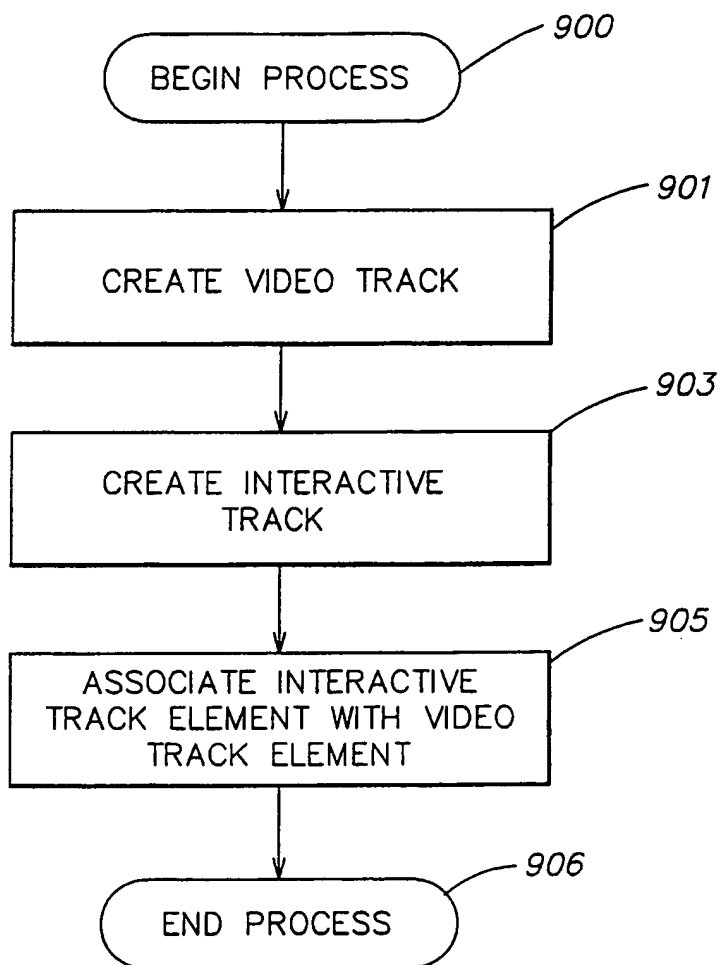 900
BEGIN PROCESS
901
CREATE VIDEO TRACK
903
CREATE INTERACTIVE
TRACK
905
ASSOCIATE INTERACTIVE
TRACK ELEMENT WITH VIDEO
TRACK ELEMENT
906
END PROCESS